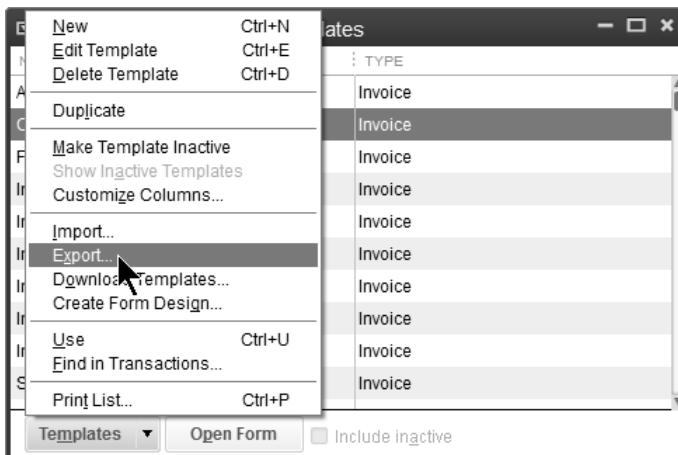 New Ctrl+N
Edit Template Ctrl+E
Delete Template Ctrl+D
Duplicate
Make Template Inactive
Show Inactive Templates
Customize Columns...
Import...
Export...
Templates...
Create Form Design...
Use Ctrl+U
Find in Transactions...
Print List... Ctrl+P
TYPE
Invoice
Invoice
Invoice
Invoice
Invoice
Invoice
Invoice
Invoice
Invoice
Invoice
Templates Open Form Include inactive